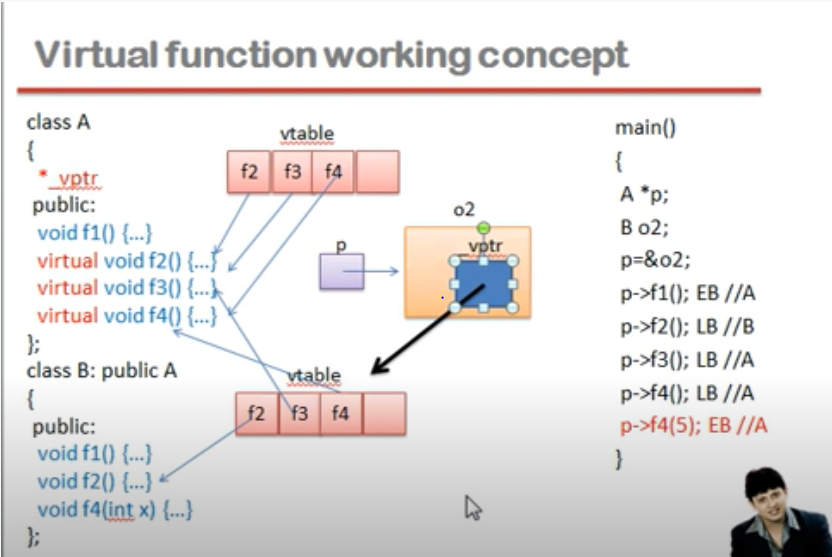 Virtual function working concept
class A
{
* _vptr
public:
void f1() {...}
virtual void f2() {...}
virtual void f3() {...}
virtual void f4() {...}
};
class B: public A
{
public:
void f1() {...}
void f2() {...}
void f4(int x) {...}
};
vtable
f2 f3 f4
p
o2
_vptr
vtable
f2 f3 f4
main()
{
A *p;
B o2;
p=&o2;
p->f1(); EB //A
p->f2(); LB //B
p->f3(); LB //A
p->f4(); LB //A
p->f4(5); EB //A
}